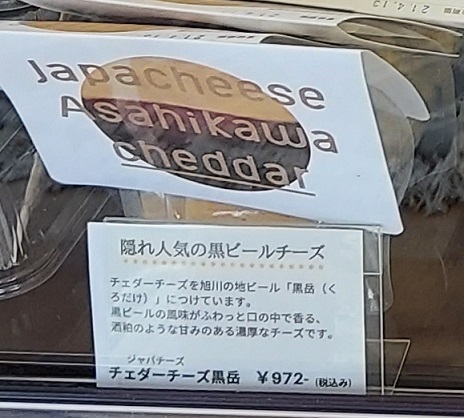 21.4.13
Japacheese
Asahikawa
cheddar
隠れ人気の黒ビールチーズ
チェダーチーズを旭川の地ビール「黒岳（く
ろだけ）」につけています。
黒ビールの風味がふわっと口の中で香る、
酒粕のような甘みのある濃厚なチーズです。
ジャパチーズ
チェダーチーズ黒岳 ￥972-(税込み)